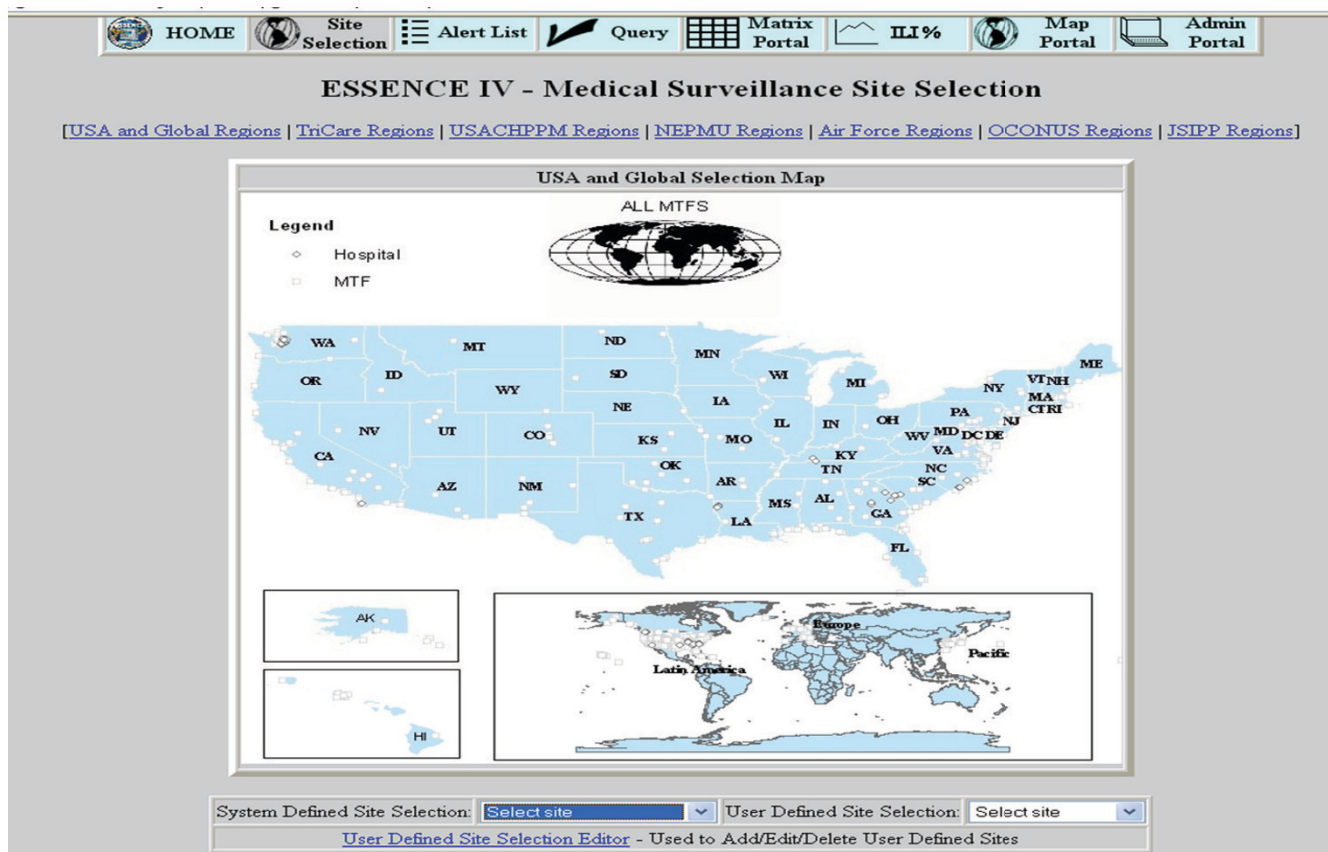 HOME Site Selection Alert List Query Matrix Portal ILI% Map Portal Admin Portal
ESSENCE IV - Medical Surveillance Site Selection
[USA and Global Regions | TriCare Regions | USACHPPM Regions | NEPMU Regions | Air Force Regions | OCONUS Regions | JSIPP Regions]
USA and Global Selection Map
ALL MTFS
Legend
Hospital
MTF
WA MT ND MN ME
OR ID WY SD WI MI NY VT NH
MA
CT RI
NE IA PA NJ
NV UT CO KS MO IL IN OH WV MD DC DE
VA
CA KY
TN NC
AZ NM OK AR SC
MS AL GA
TX LA
FL
AK
HI
Europe
Pacific
Latin America
System Defined Site Selection: Select site User Defined Site Selection: Select site
User Defined Site Selection Editor - Used to Add/Edit/Delete User Defined Sites